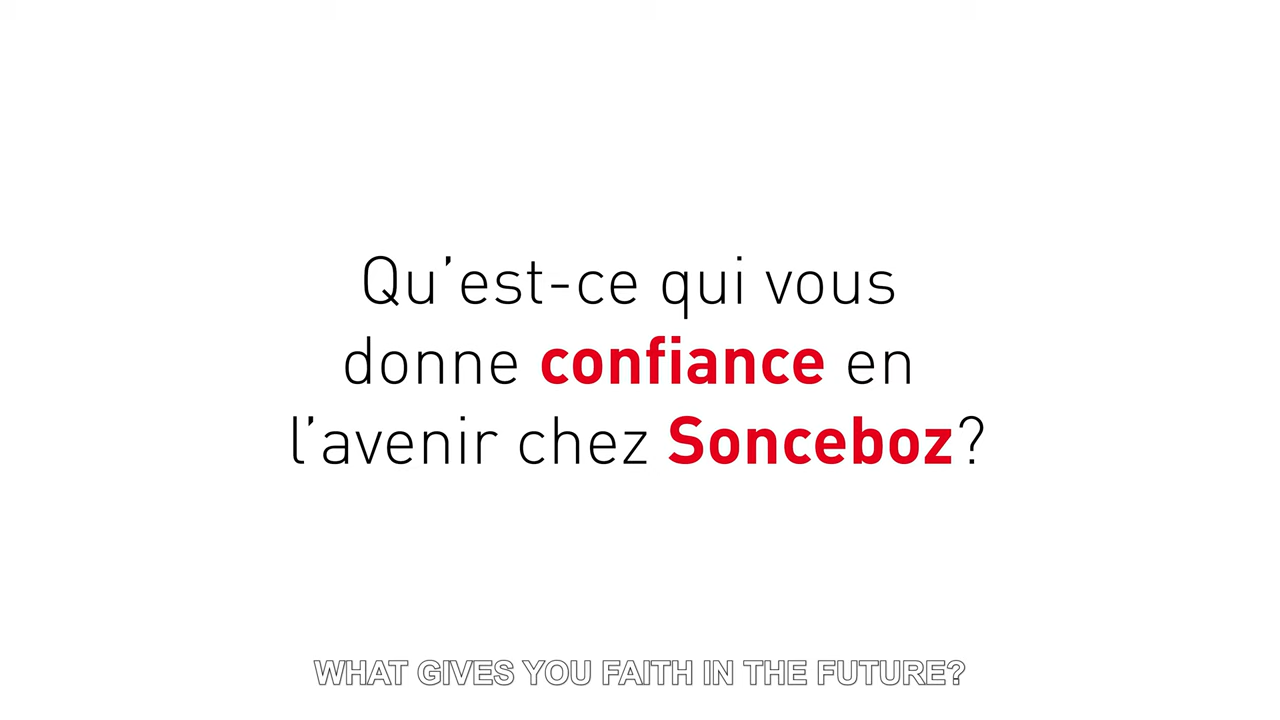 Qu'est-ce qui vous
donne confiance en
l'avenir chez Sonceboz?
WHAT GIVES YOU FAITH IN THE FUTURE?